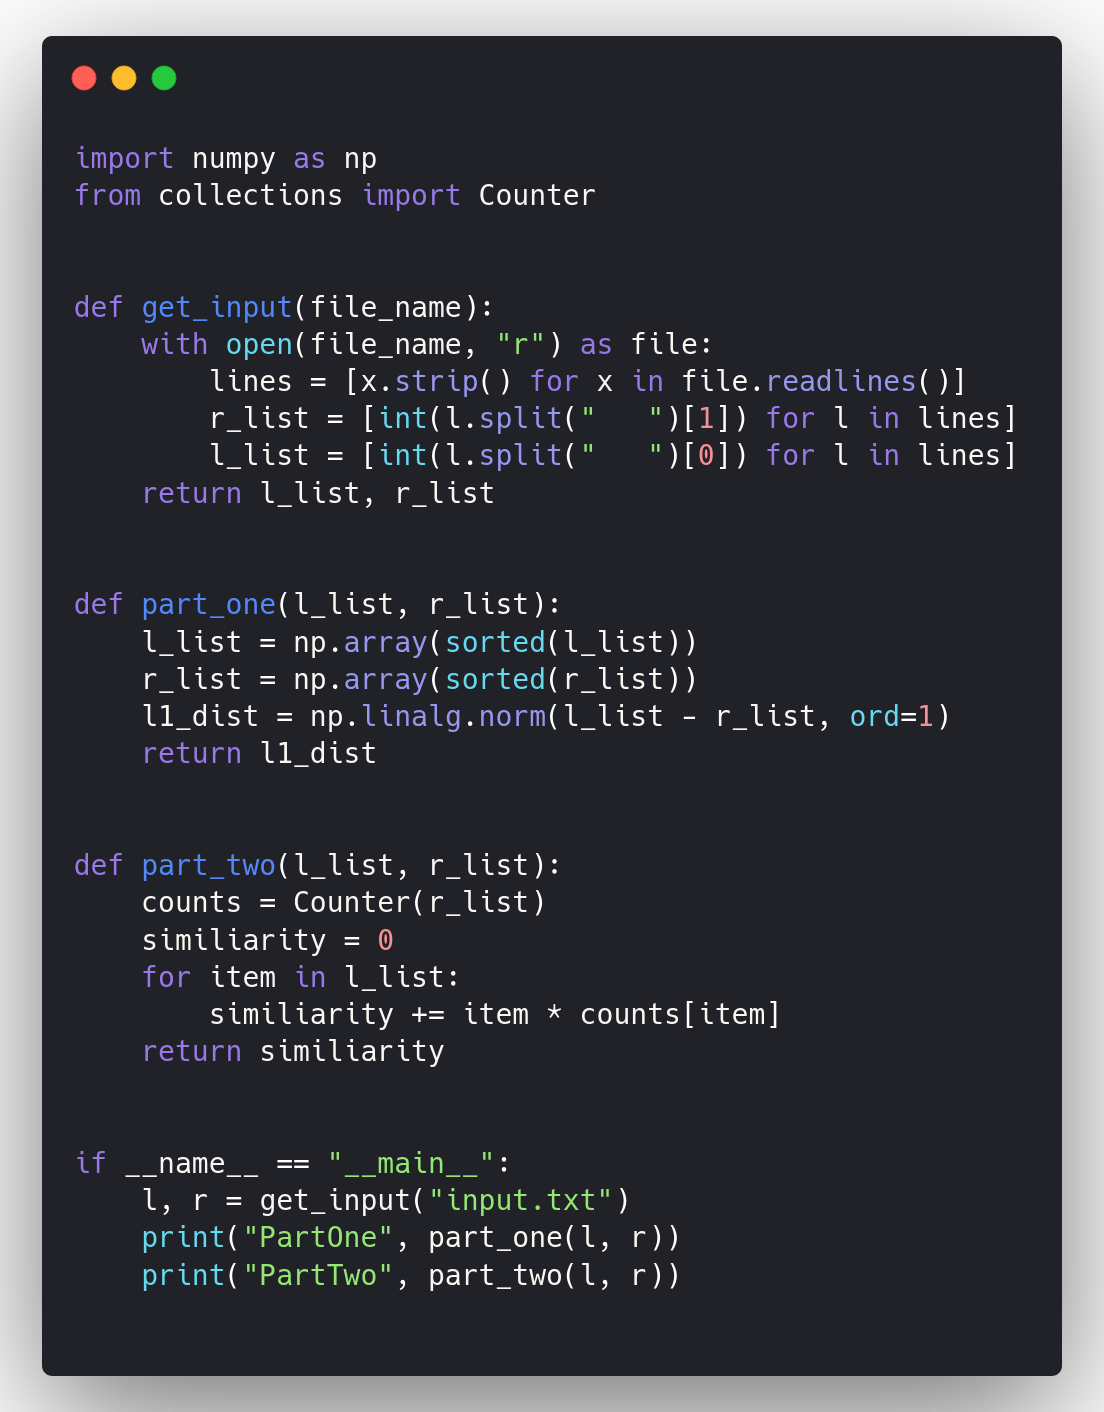 import numpy as np
from collections import Counter


def get_input(file_name):
    with open(file_name, "r") as file:
        lines = [x.strip() for x in file.readlines()]
        r_list = [int(l.split("   ")[1]) for l in lines]
        l_list = [int(l.split("   ")[0]) for l in lines]
    return l_list, r_list


def part_one(l_list, r_list):
    l_list = np.array(sorted(l_list))
    r_list = np.array(sorted(r_list))
    l1_dist = np.linalg.norm(l_list - r_list, ord=1)
    return l1_dist


def part_two(l_list, r_list):
    counts = Counter(r_list)
    similiarity = 0
    for item in l_list:
        similiarity += item * counts[item]
    return similiarity


if __name__ == "__main__":
    l, r = get_input("input.txt")
    print("PartOne", part_one(l, r))
    print("PartTwo", part_two(l, r))